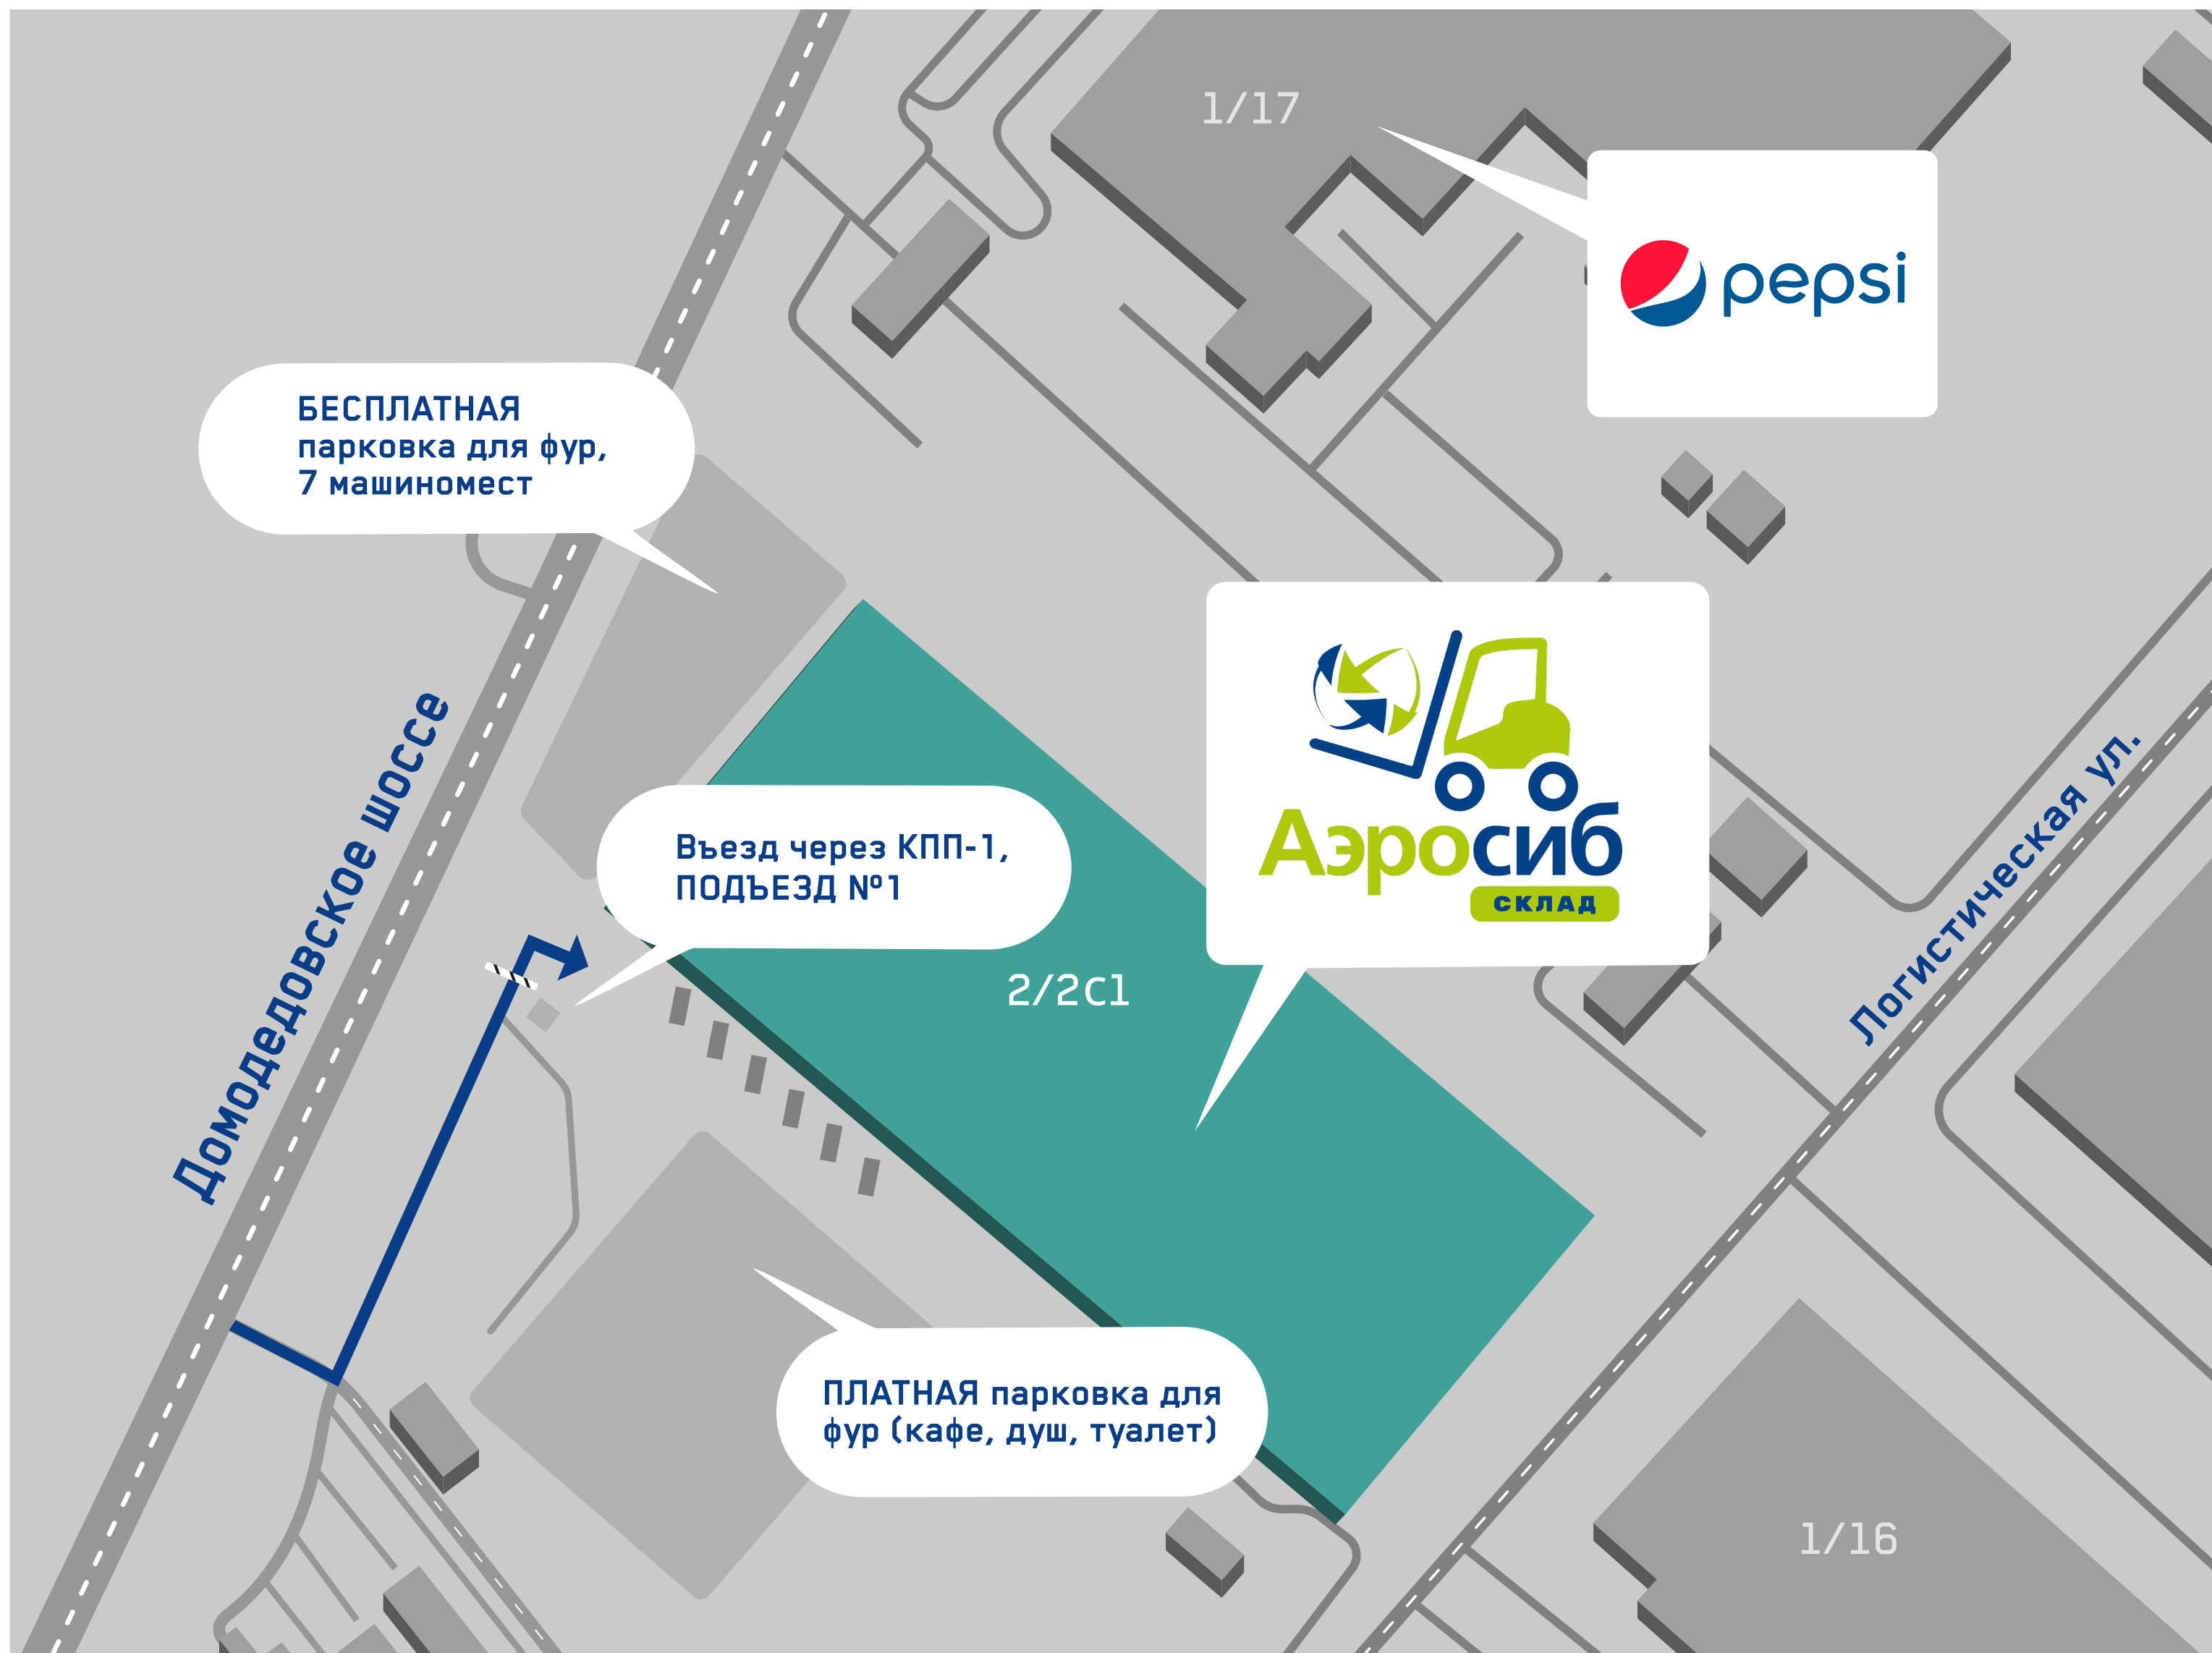 1/17
pepsi
БЕСПЛАТНАЯ
парковка для фур,
7 машиномест
Домодедовское шоссе
Въезд через КПП-1,
ПОДЪЕЗД №1
Аэросиб
СКЛАД
2/2С1
Логистическая ул.
ПЛАТНАЯ парковка для
фур (кафе, душ, туалет)
1/16